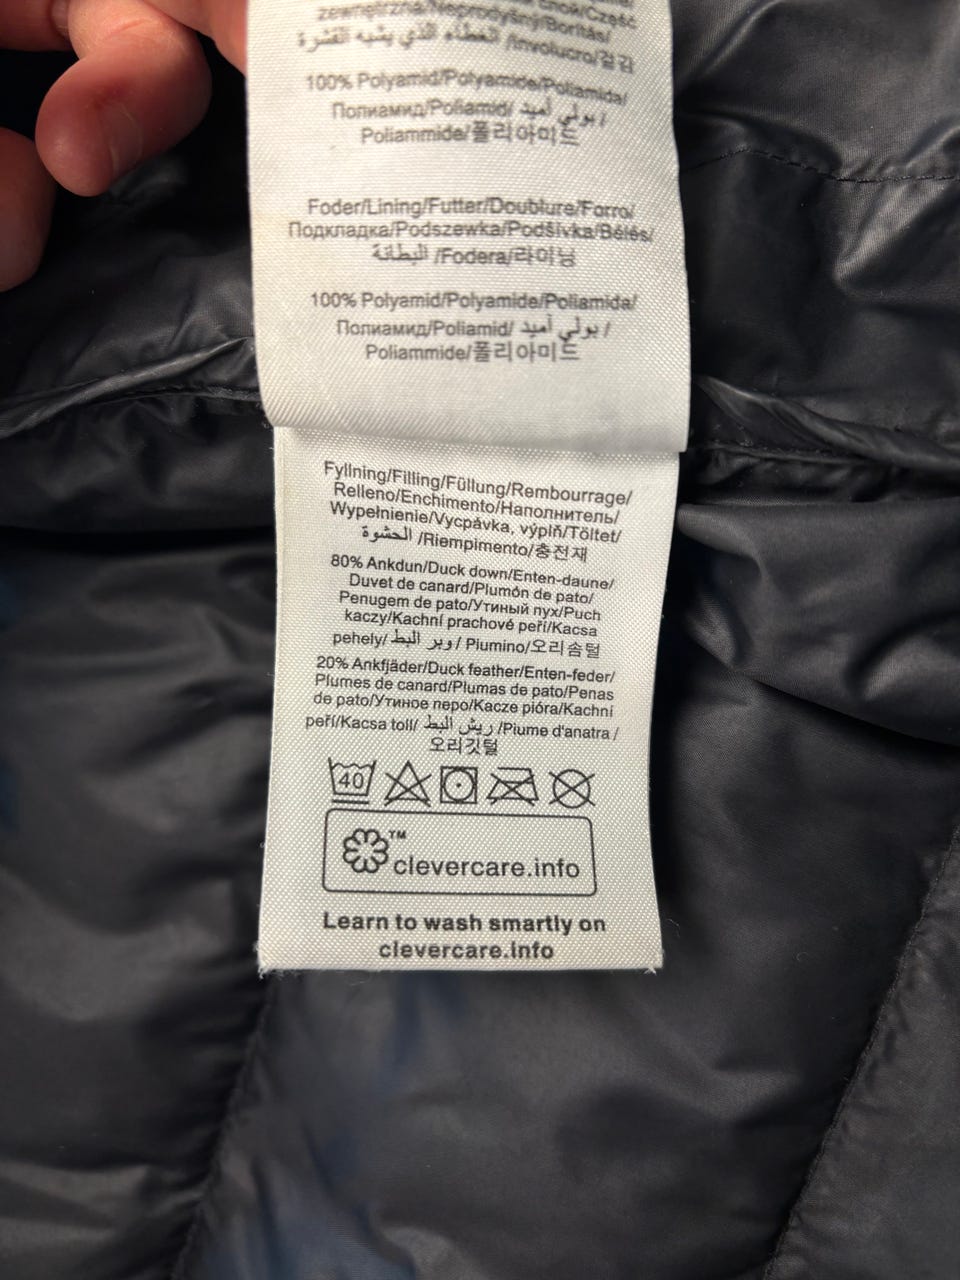 zewnętrzna/Neprodyšný/Borítás/
الغطاء الذي يشبه القشرة /Involucro/겉감
100% Polyamid/Polyamide/Poliamida/
Полиамид/Poliamid/ بولي أميد /
Poliammide/폴리아미드
Foder/Lining/Futter/Doublure/Forro/
Подкладка/Podszewka/Podšívka/Bélés/
البطانة /Fodera/라이닝
100% Polyamid/Polyamide/Poliamida/
Полиамид/Poliamid/ بولي أميد /
Poliammide/폴리아미드
Fyllning/Filling/Füllung/Rembourrage/
Relleno/Enchimento/Наполнитель/
Wypełnienie/Vycpávka, výplň/Töltet/
الحشوة /Riempimento/충전재
80% Ankdun/Duck down/Enten-daune/
Duvet de canard/Plumón de pato/
Penugem de pato/Утиный пух/Puch
kaczy/Kachní prachové peří/Kacsa
pehely/ وبر البط / Piumino/오리솜털
20% Ankfjäder/Duck feather/Enten-feder/
Plumes de canard/Plumas de pato/Penas
de pato/Утиное перо/Kacze pióra/Kachní
peří/Kacsa toll/ ريش البط /Piume d'anatra /
오리깃털
40
™
clevercare.info
Learn to wash smartly on
clevercare.info